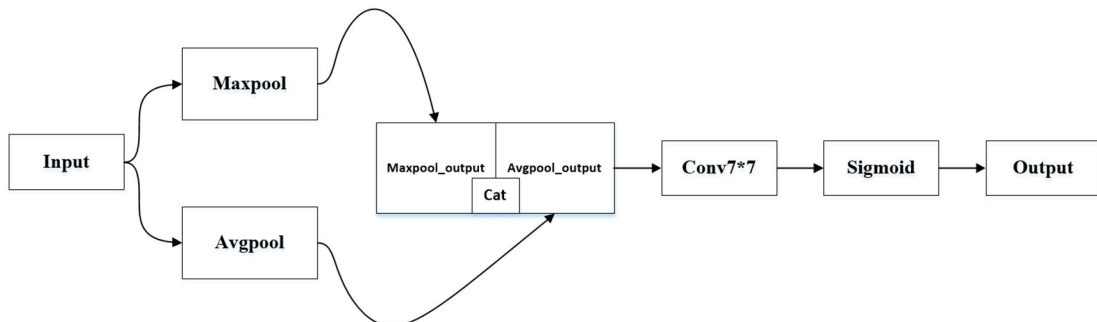 Input
Maxpool
Avgpool
Maxpool_output
Avgpool_output
Cat
Conv7*7
Sigmoid
Output